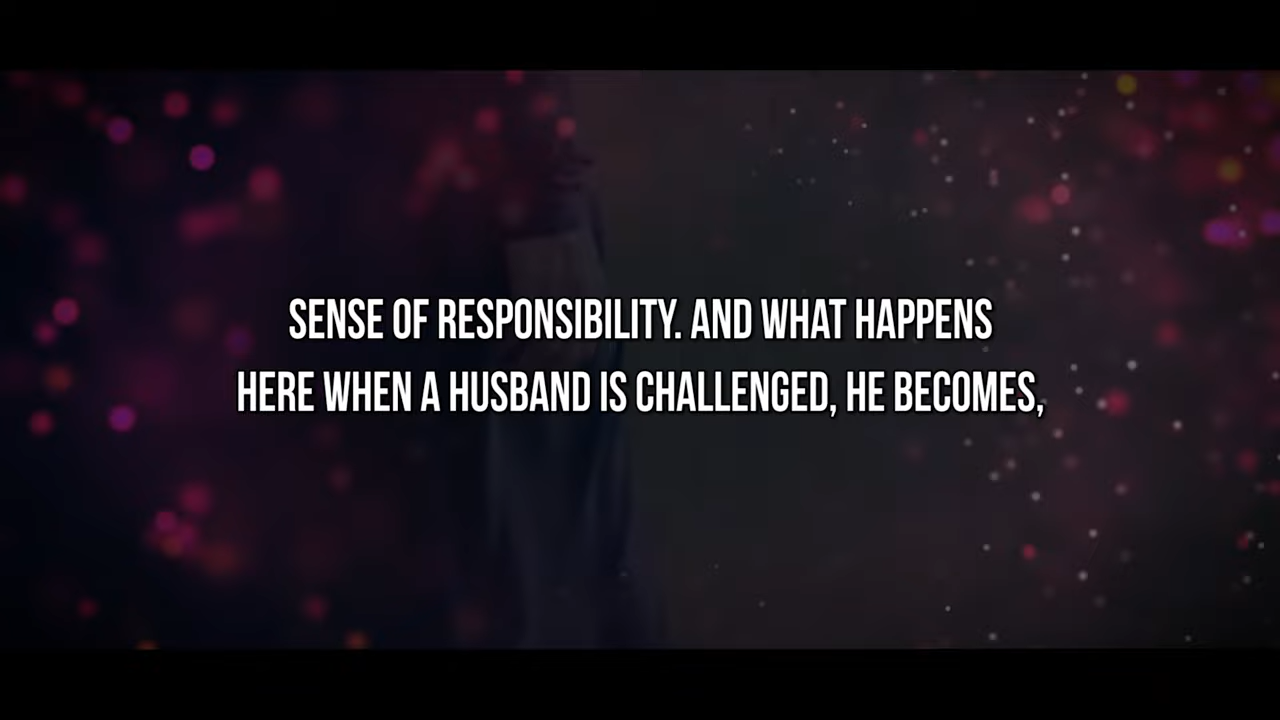 SENSE OF RESPONSIBILITY. AND WHAT HAPPENS
HERE WHEN A HUSBAND IS CHALLENGED, HE BECOMES,